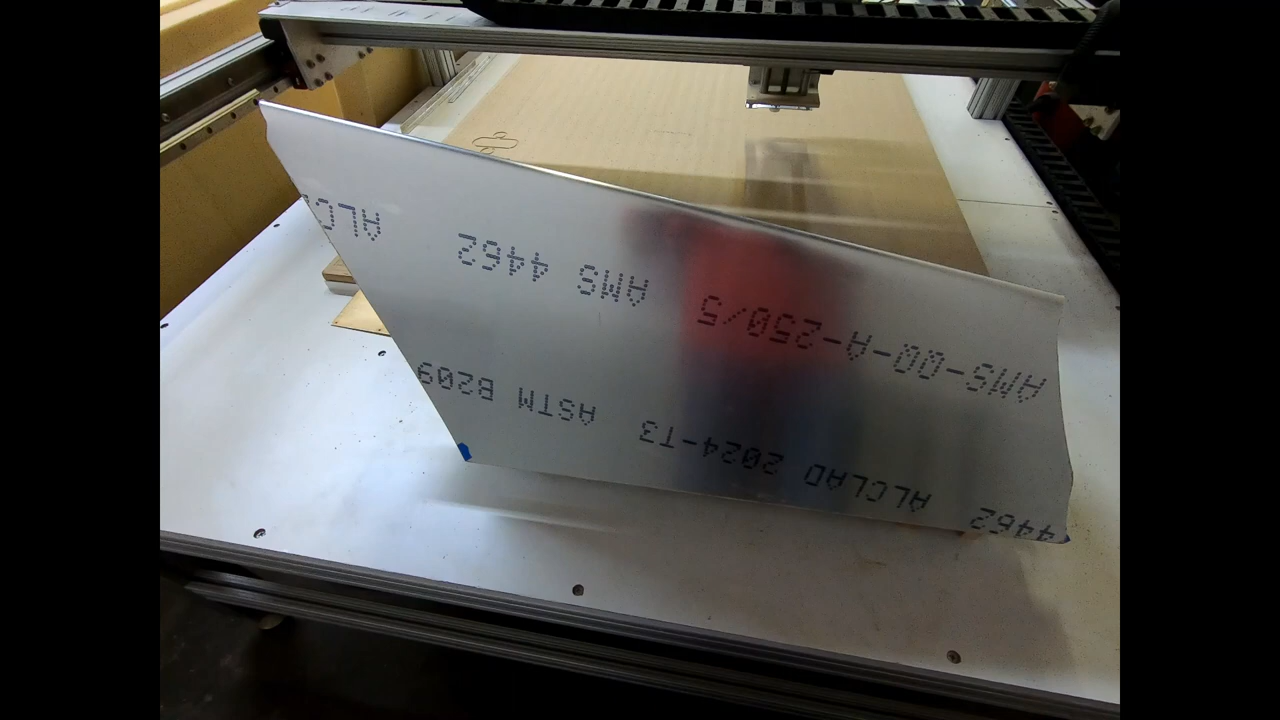 4462 ALCLAD 2024-T3 ASTM B209
AMS-QQ-A-250/5 AMS 4462 ALC